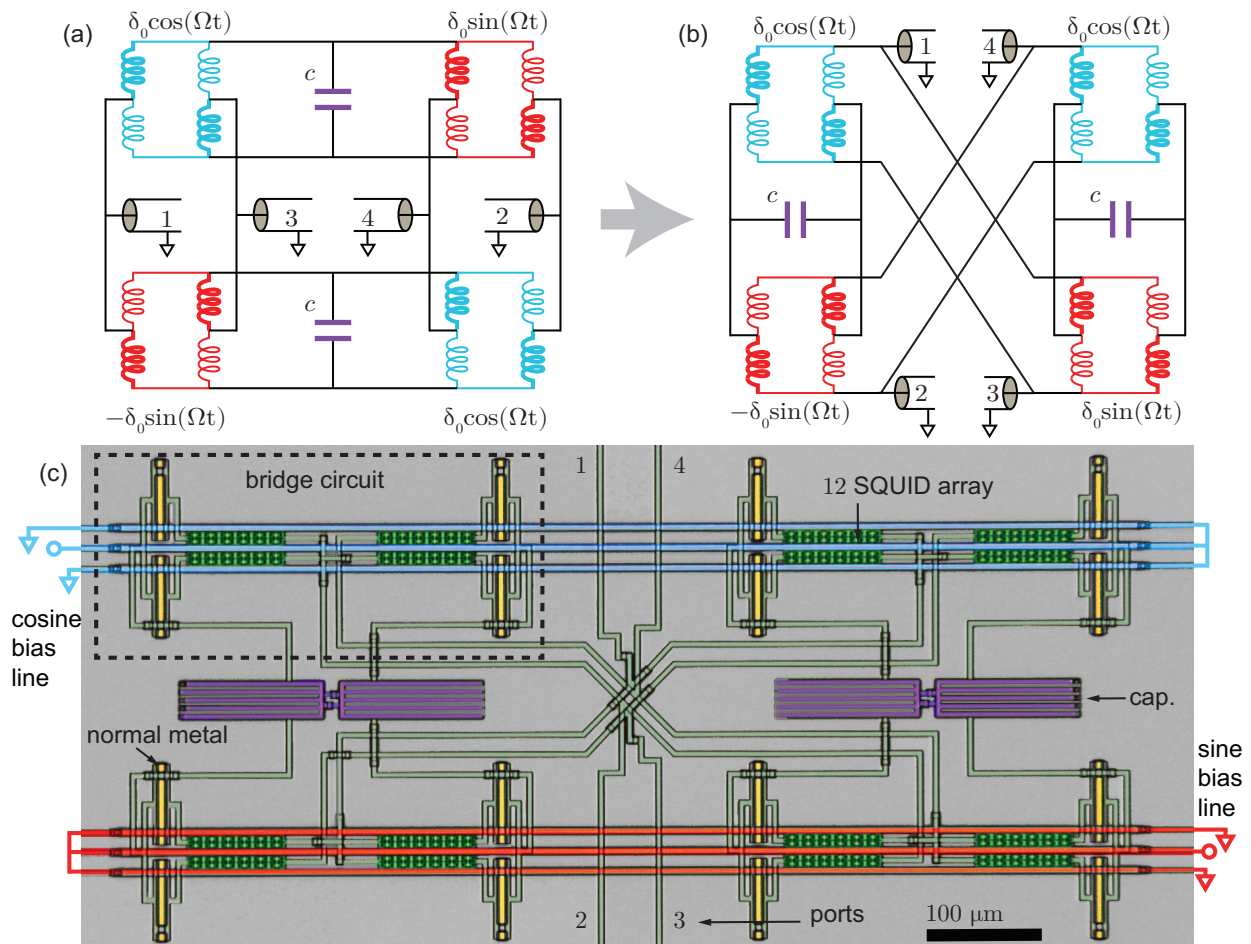 (a)
δ₀cos(Ωt)
δ₀sin(Ωt)
c
1
3
4
2
c
−δ₀sin(Ωt)
δ₀cos(Ωt)
(b)
δ₀cos(Ωt)
δ₀cos(Ωt)
1
4
c
c
2
3
−δ₀sin(Ωt)
δ₀sin(Ωt)
(c)
bridge circuit
1
4
12 SQUID array
cosine
bias
line
cap.
normal metal
sine
bias
line
2
3
ports
100 μm